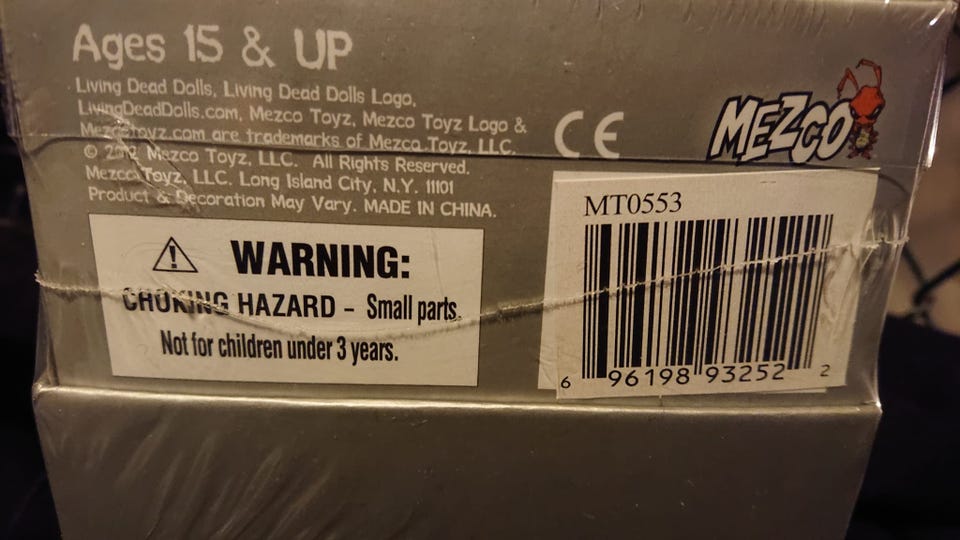 Ages 15 & UP
Living Dead Dolls, Living Dead Dolls Logo,
LivingDeadDolls.com, Mezco Toyz, Mezco Toyz Logo &
Mezcotoyz.com are trademarks of Mezco Toyz, LLC.
© 2012 Mezco Toyz, LLC. All Rights Reserved.
Mezco Toyz, LLC. Long Island City, N.Y. 11101
Product & Decoration May Vary. MADE IN CHINA.
CE
MEZCO
WARNING:
CHOKING HAZARD - Small parts.
Not for children under 3 years.
MT0553
6 96198 93252 2